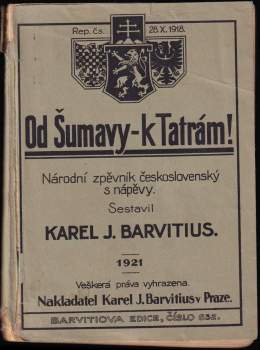 Rep. čs. 28.X.1918.
Od Šumavy-k Tatrám!
Národní zpěvník československý
s nápěvy.
Sestavil
KAREL J. BARVITIUS.
1921
Veškerá práva vyhrazena.
Nakladatel Karel J. Barvitius v Praze.
BARVITIOVA EDICE, ČÍSLO 532.